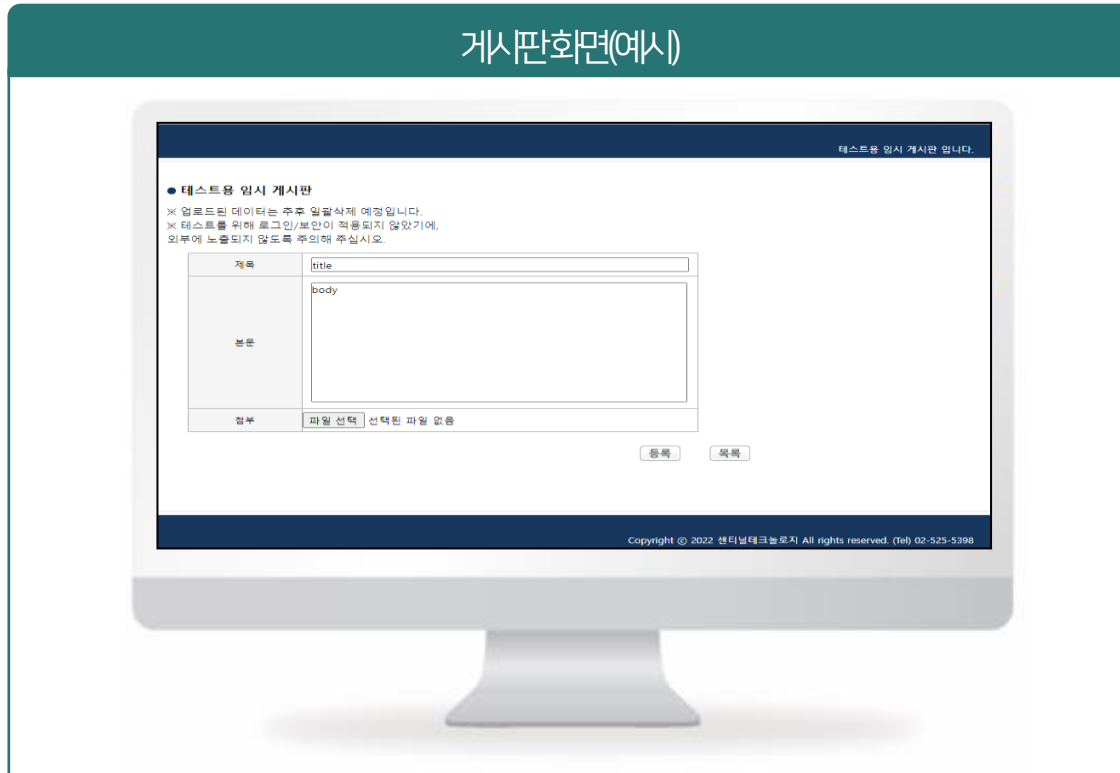 게시판화면(예시)
테스트용 임시 게시판 입니다.
● 테스트용 임시 게시판
※ 업로드된 데이터는 추후 일괄삭제 예정입니다.
※ 테스트를 위해 로그인/보안이 적용되지 않았기에,
외부에 노출되지 않도록 주의해 주십시오.
제목 title
body
본문
첨부 파일 선택 선택된 파일 없음
등록 목록
Copyright ⓒ 2022 센티널테크놀로지 All rights reserved. (Tel) 02-525-5398